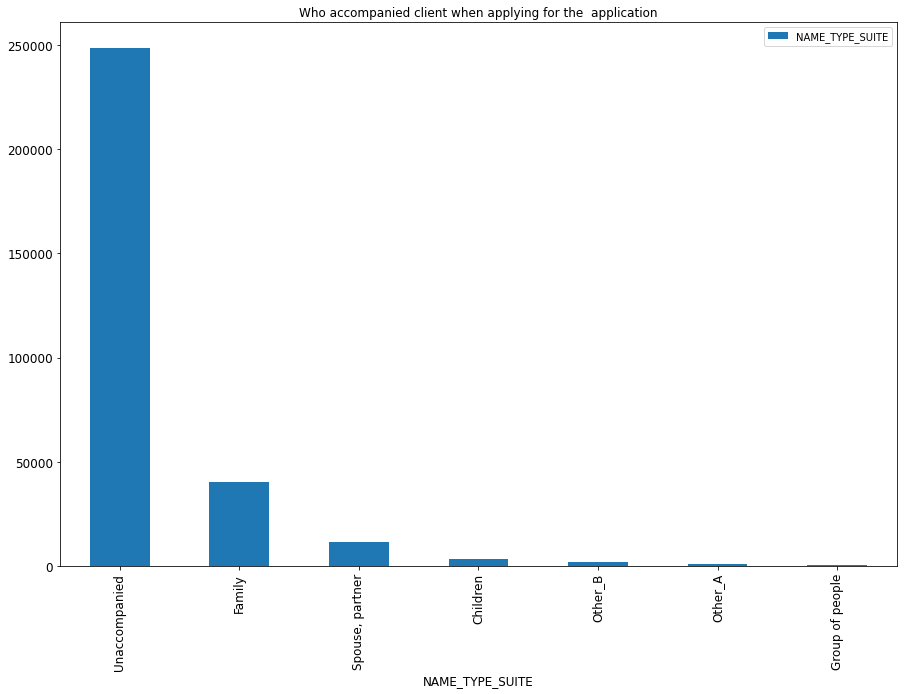 Who accompanied client when applying for the  application
NAME_TYPE_SUITE
250000
200000
150000
100000
50000
0
Unaccompanied
Family
Spouse, partner
Children
Other_B
Other_A
Group of people
NAME_TYPE_SUITE